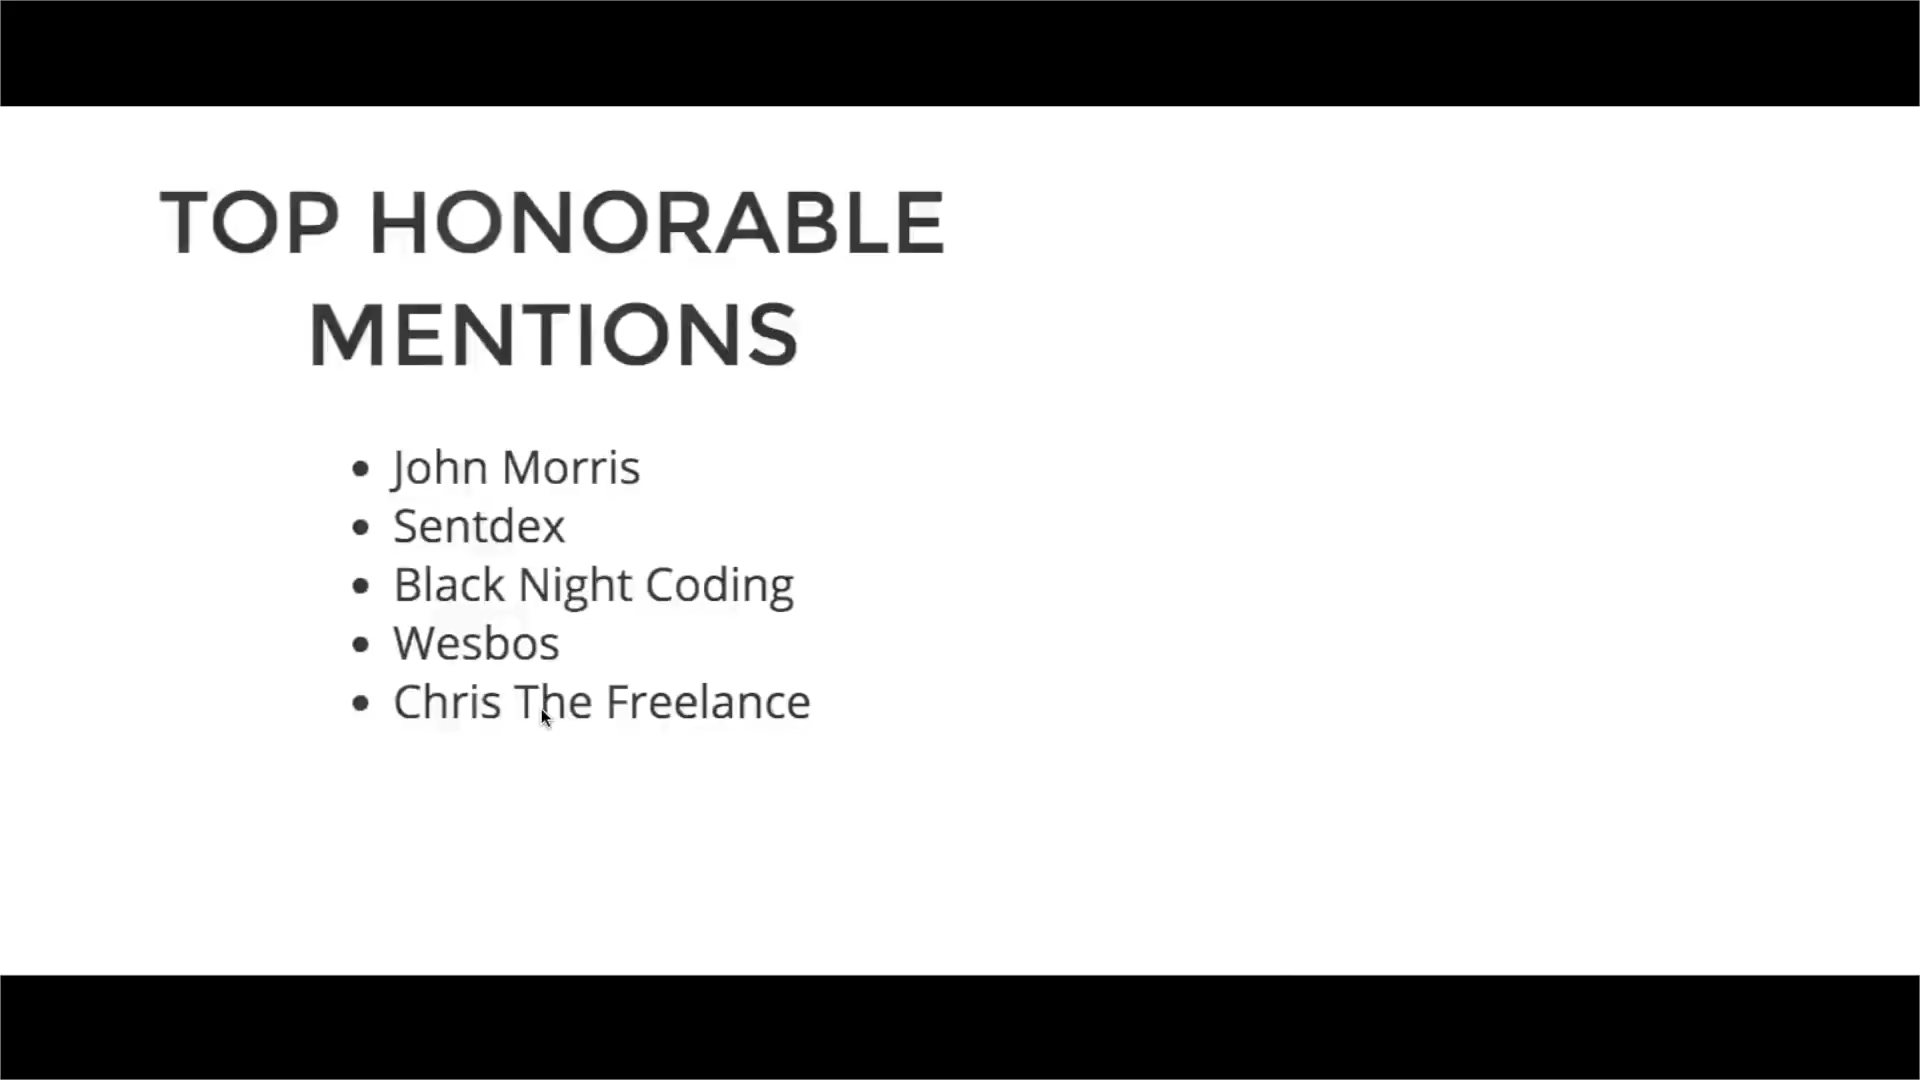 TOP HONORABLE
MENTIONS
• John Morris
• Sentdex
• Black Night Coding
• Wesbos
• Chris The Freelance